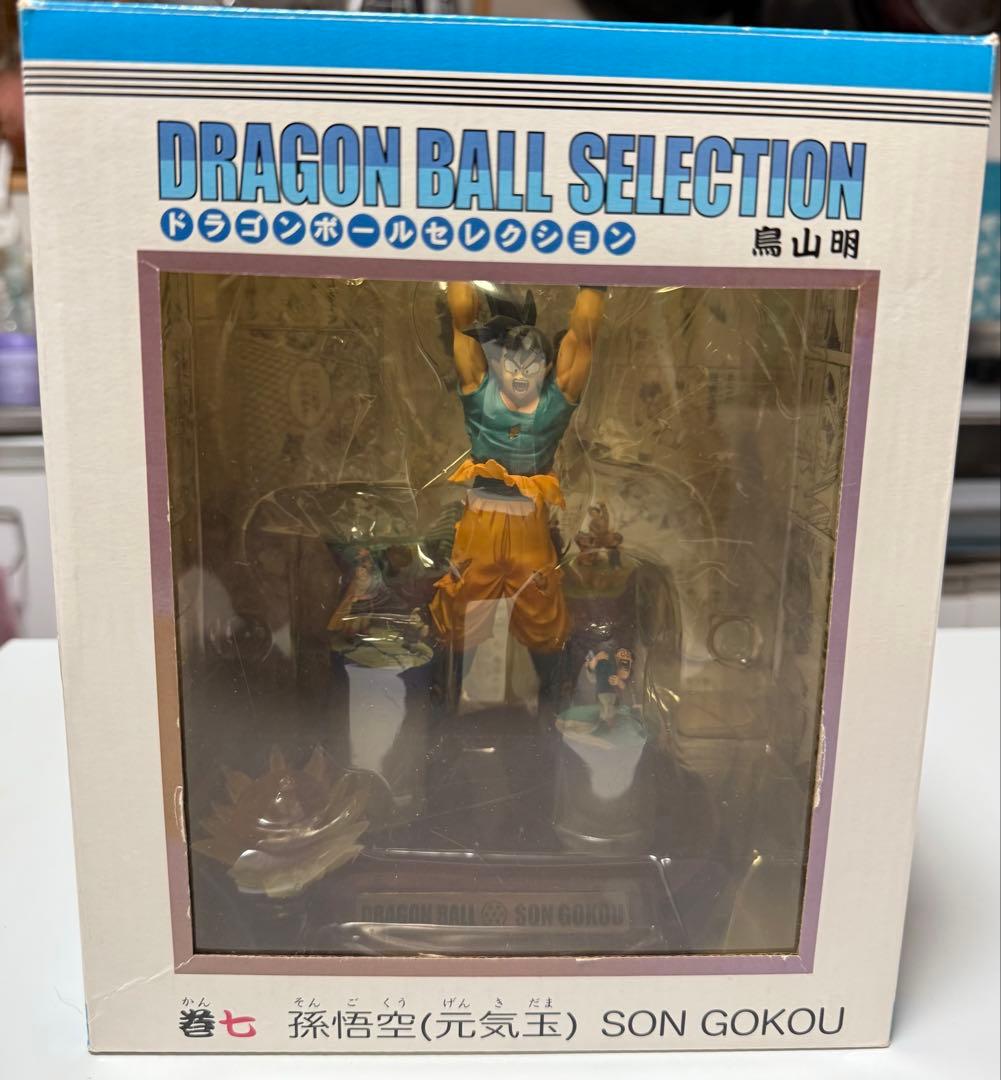 DRAGON BALL SELECTION
ドラゴンボールセレクション
鳥山明
DRAGON BALL SON GOKOU
かん そん ご くう げん き だま
巻七 孫悟空(元気玉) SON GOKOU